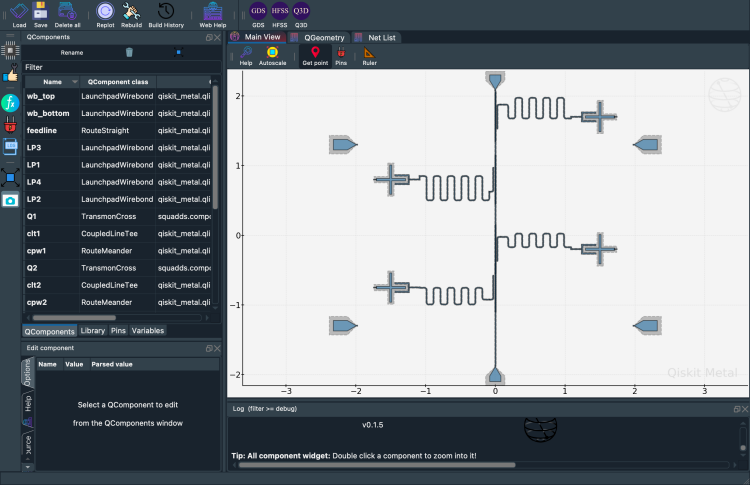 Load Save Delete all Replot Rebuild Build History Web Help GDS HFSS Q3D
GDS HFSS Q3D
QComponents
Rename
Filter
Name QComponent class
wb_top LaunchpadWirebond qiskit_metal.qli
wb_bottom LaunchpadWirebond qiskit_metal.qli
feedline RouteStraight qiskit_metal.qli
LP3 LaunchpadWirebond qiskit_metal.qli
LP1 LaunchpadWirebond qiskit_metal.qli
LP4 LaunchpadWirebond qiskit_metal.qli
LP2 LaunchpadWirebond qiskit_metal.qli
Q1 TransmonCross squadds.compo
clt1 CoupledLineTee qiskit_metal.qli
cpw1 RouteMeander qiskit_metal.qli
Q2 TransmonCross squadds.compo
clt2 CoupledLineTee qiskit_metal.qli
cpw2 RouteMeander qiskit_metal.qli
QComponents Library Pins Variables
Edit component
Options
Help
ource
Name Value Parsed value
Select a QComponent to edit
from the QComponents window
Main View QGeometry Net List
Help Autoscale Get point Pins Ruler
2
1
0
−1
−2
−3 −2 −1 0 1 2 3
Qiskit Metal
Log (filter >= debug)
v0.1.5
Tip: All component widget: Double click a component to zoom into it!